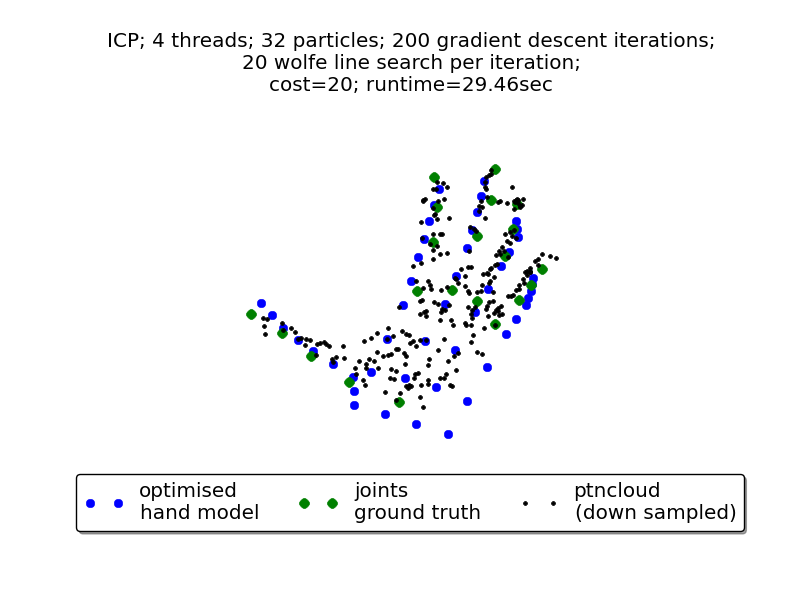 ICP; 4 threads; 32 particles; 200 gradient descent iterations;
20 wolfe line search per iteration;
cost=20; runtime=29.46sec
optimised
hand model
joints
ground truth
ptncloud
(down sampled)